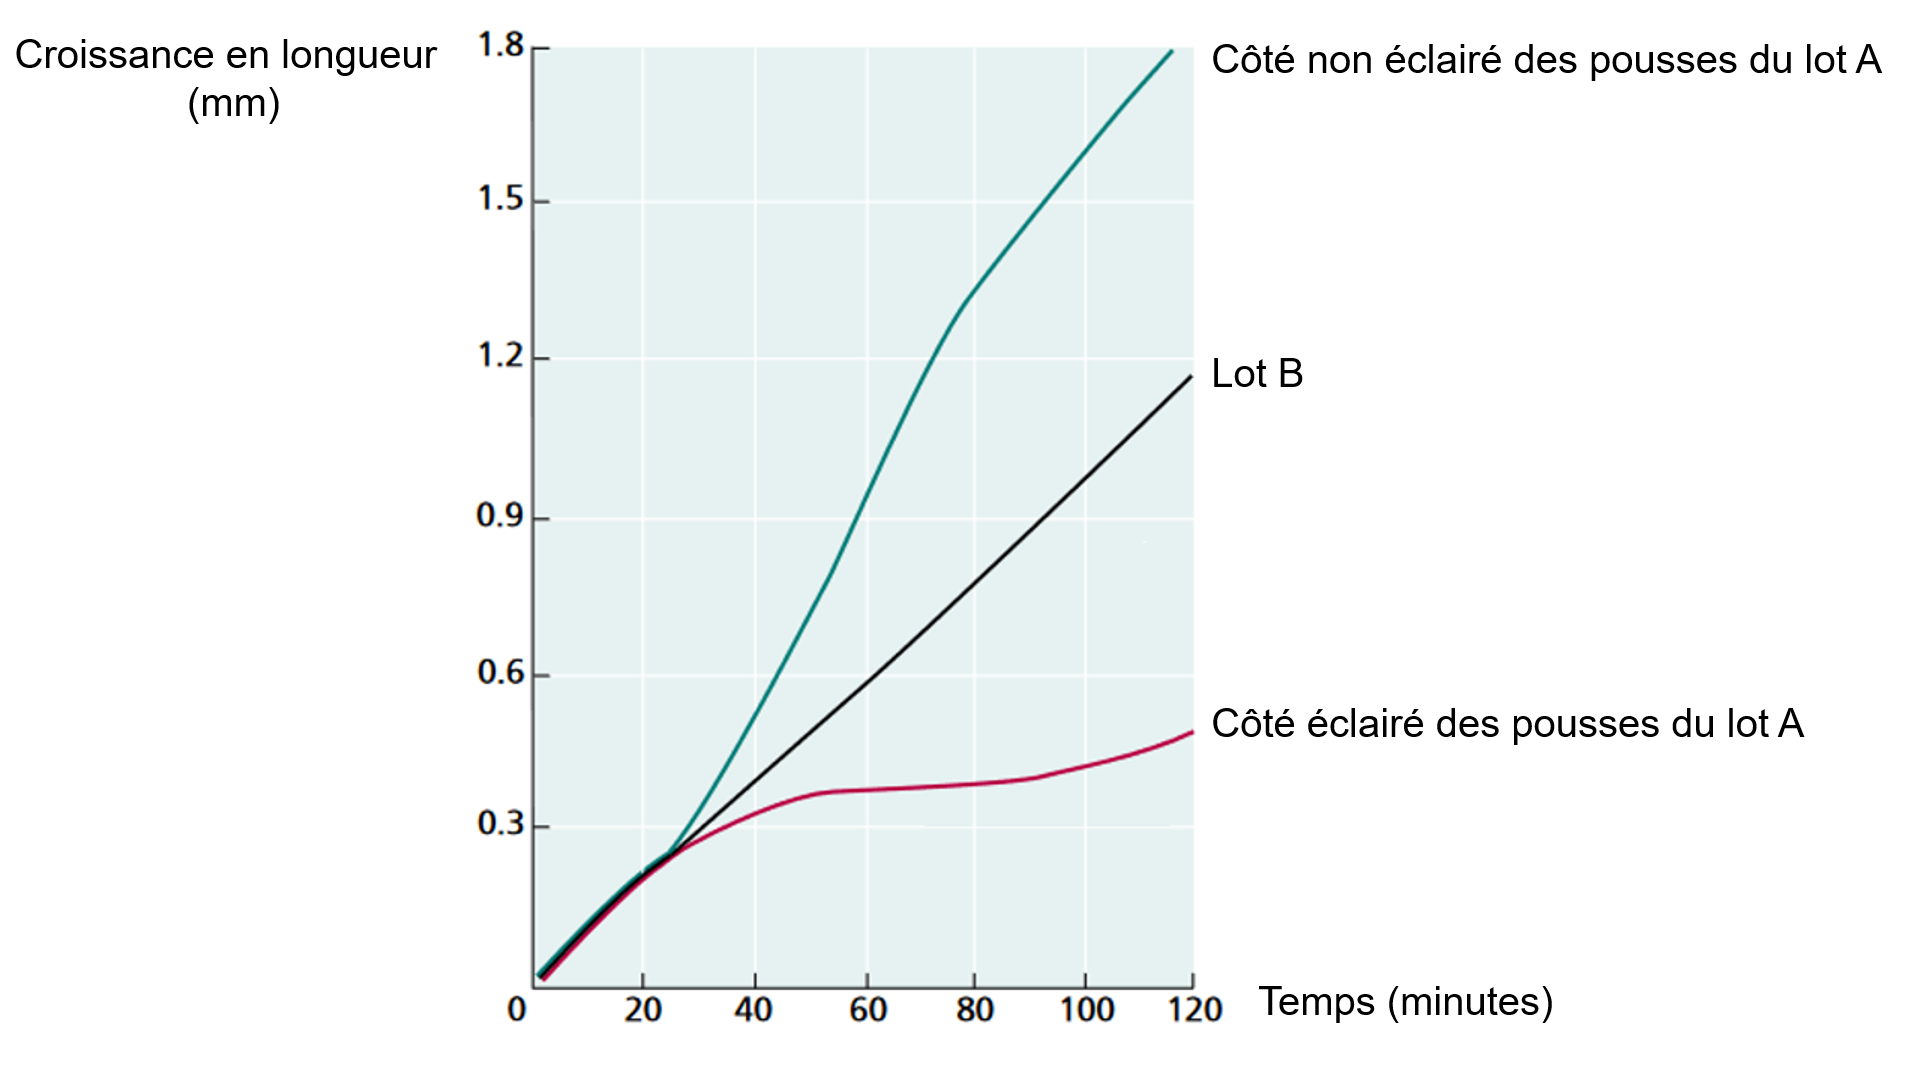 Croissance en longueur
(mm)
1.8
1.5
1.2
0.9
0.6
0.3
0 20 40 60 80 100 120
Côté non éclairé des pousses du lot A
Lot B
Côté éclairé des pousses du lot A
Temps (minutes)